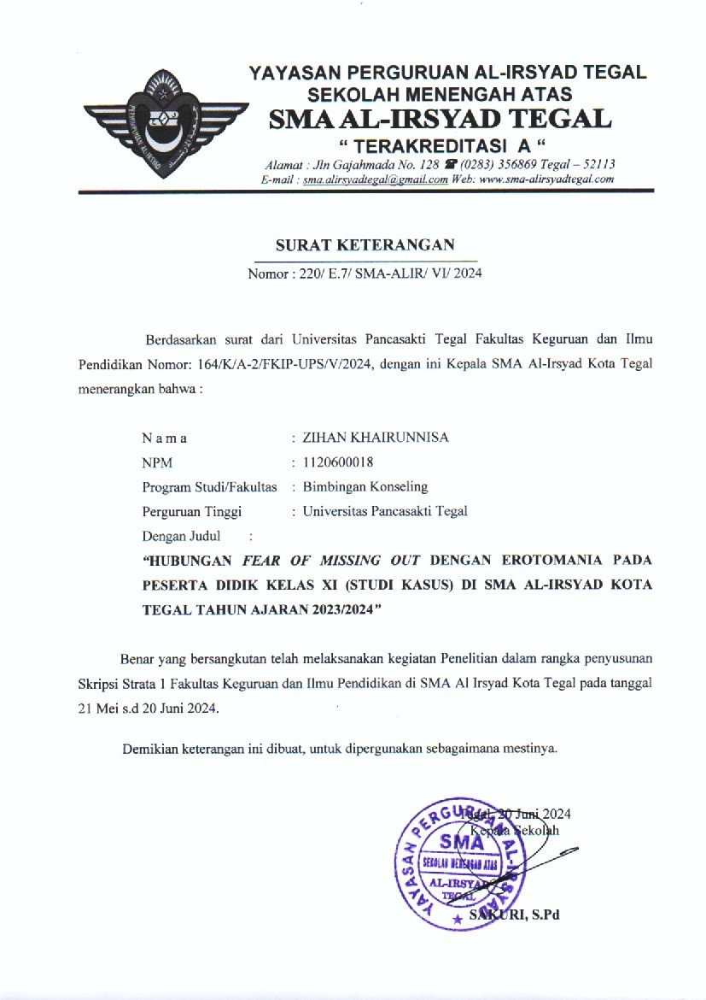 YAYASAN PERGURUAN AL-IRSYAD TEGAL
SEKOLAH MENENGAH ATAS
SMA AL-IRSYAD TEGAL
“ TERAKREDITASI A “
Alamat : Jln Gajahmada No. 128 ☎ (0283) 356869 Tegal – 52113
E-mail : sma.alirsyadtegal@gmail.com Web: www.sma-alirsyadtegal.com
PERHIMPUNAN AL-IRSYAD
SURAT KETERANGAN
Nomor : 220/ E.7/ SMA-ALIR/ VI/ 2024
Berdasarkan surat dari Universitas Pancasakti Tegal Fakultas Keguruan dan Ilmu
Pendidikan Nomor: 164/K/A-2/FKIP-UPS/V/2024, dengan ini Kepala SMA Al-Irsyad Kota Tegal
menerangkan bahwa :
N a m a : ZIHAN KHAIRUNNISA
NPM : 1120600018
Program Studi/Fakultas : Bimbingan Konseling
Perguruan Tinggi : Universitas Pancasakti Tegal
Dengan Judul :
“HUBUNGAN FEAR OF MISSING OUT DENGAN EROTOMANIA PADA
PESERTA DIDIK KELAS XI (STUDI KASUS) DI SMA AL-IRSYAD KOTA
TEGAL TAHUN AJARAN 2023/2024”
Benar yang bersangkutan telah melaksanakan kegiatan Penelitian dalam rangka penyusunan
Skripsi Strata 1 Fakultas Keguruan dan Ilmu Pendidikan di SMA Al Irsyad Kota Tegal pada tanggal
21 Mei s.d 20 Juni 2024.
Demikian keterangan ini dibuat, untuk dipergunakan sebagaimana mestinya.
Tegal, 20 Juni 2024
Kepala Sekolah
YAYASAN PERGURUAN AL-IRSYAD
SMA
SEKOLAH MENENGAH ATAS
AL-IRSYAD
TEGAL
SAKURI, S.Pd